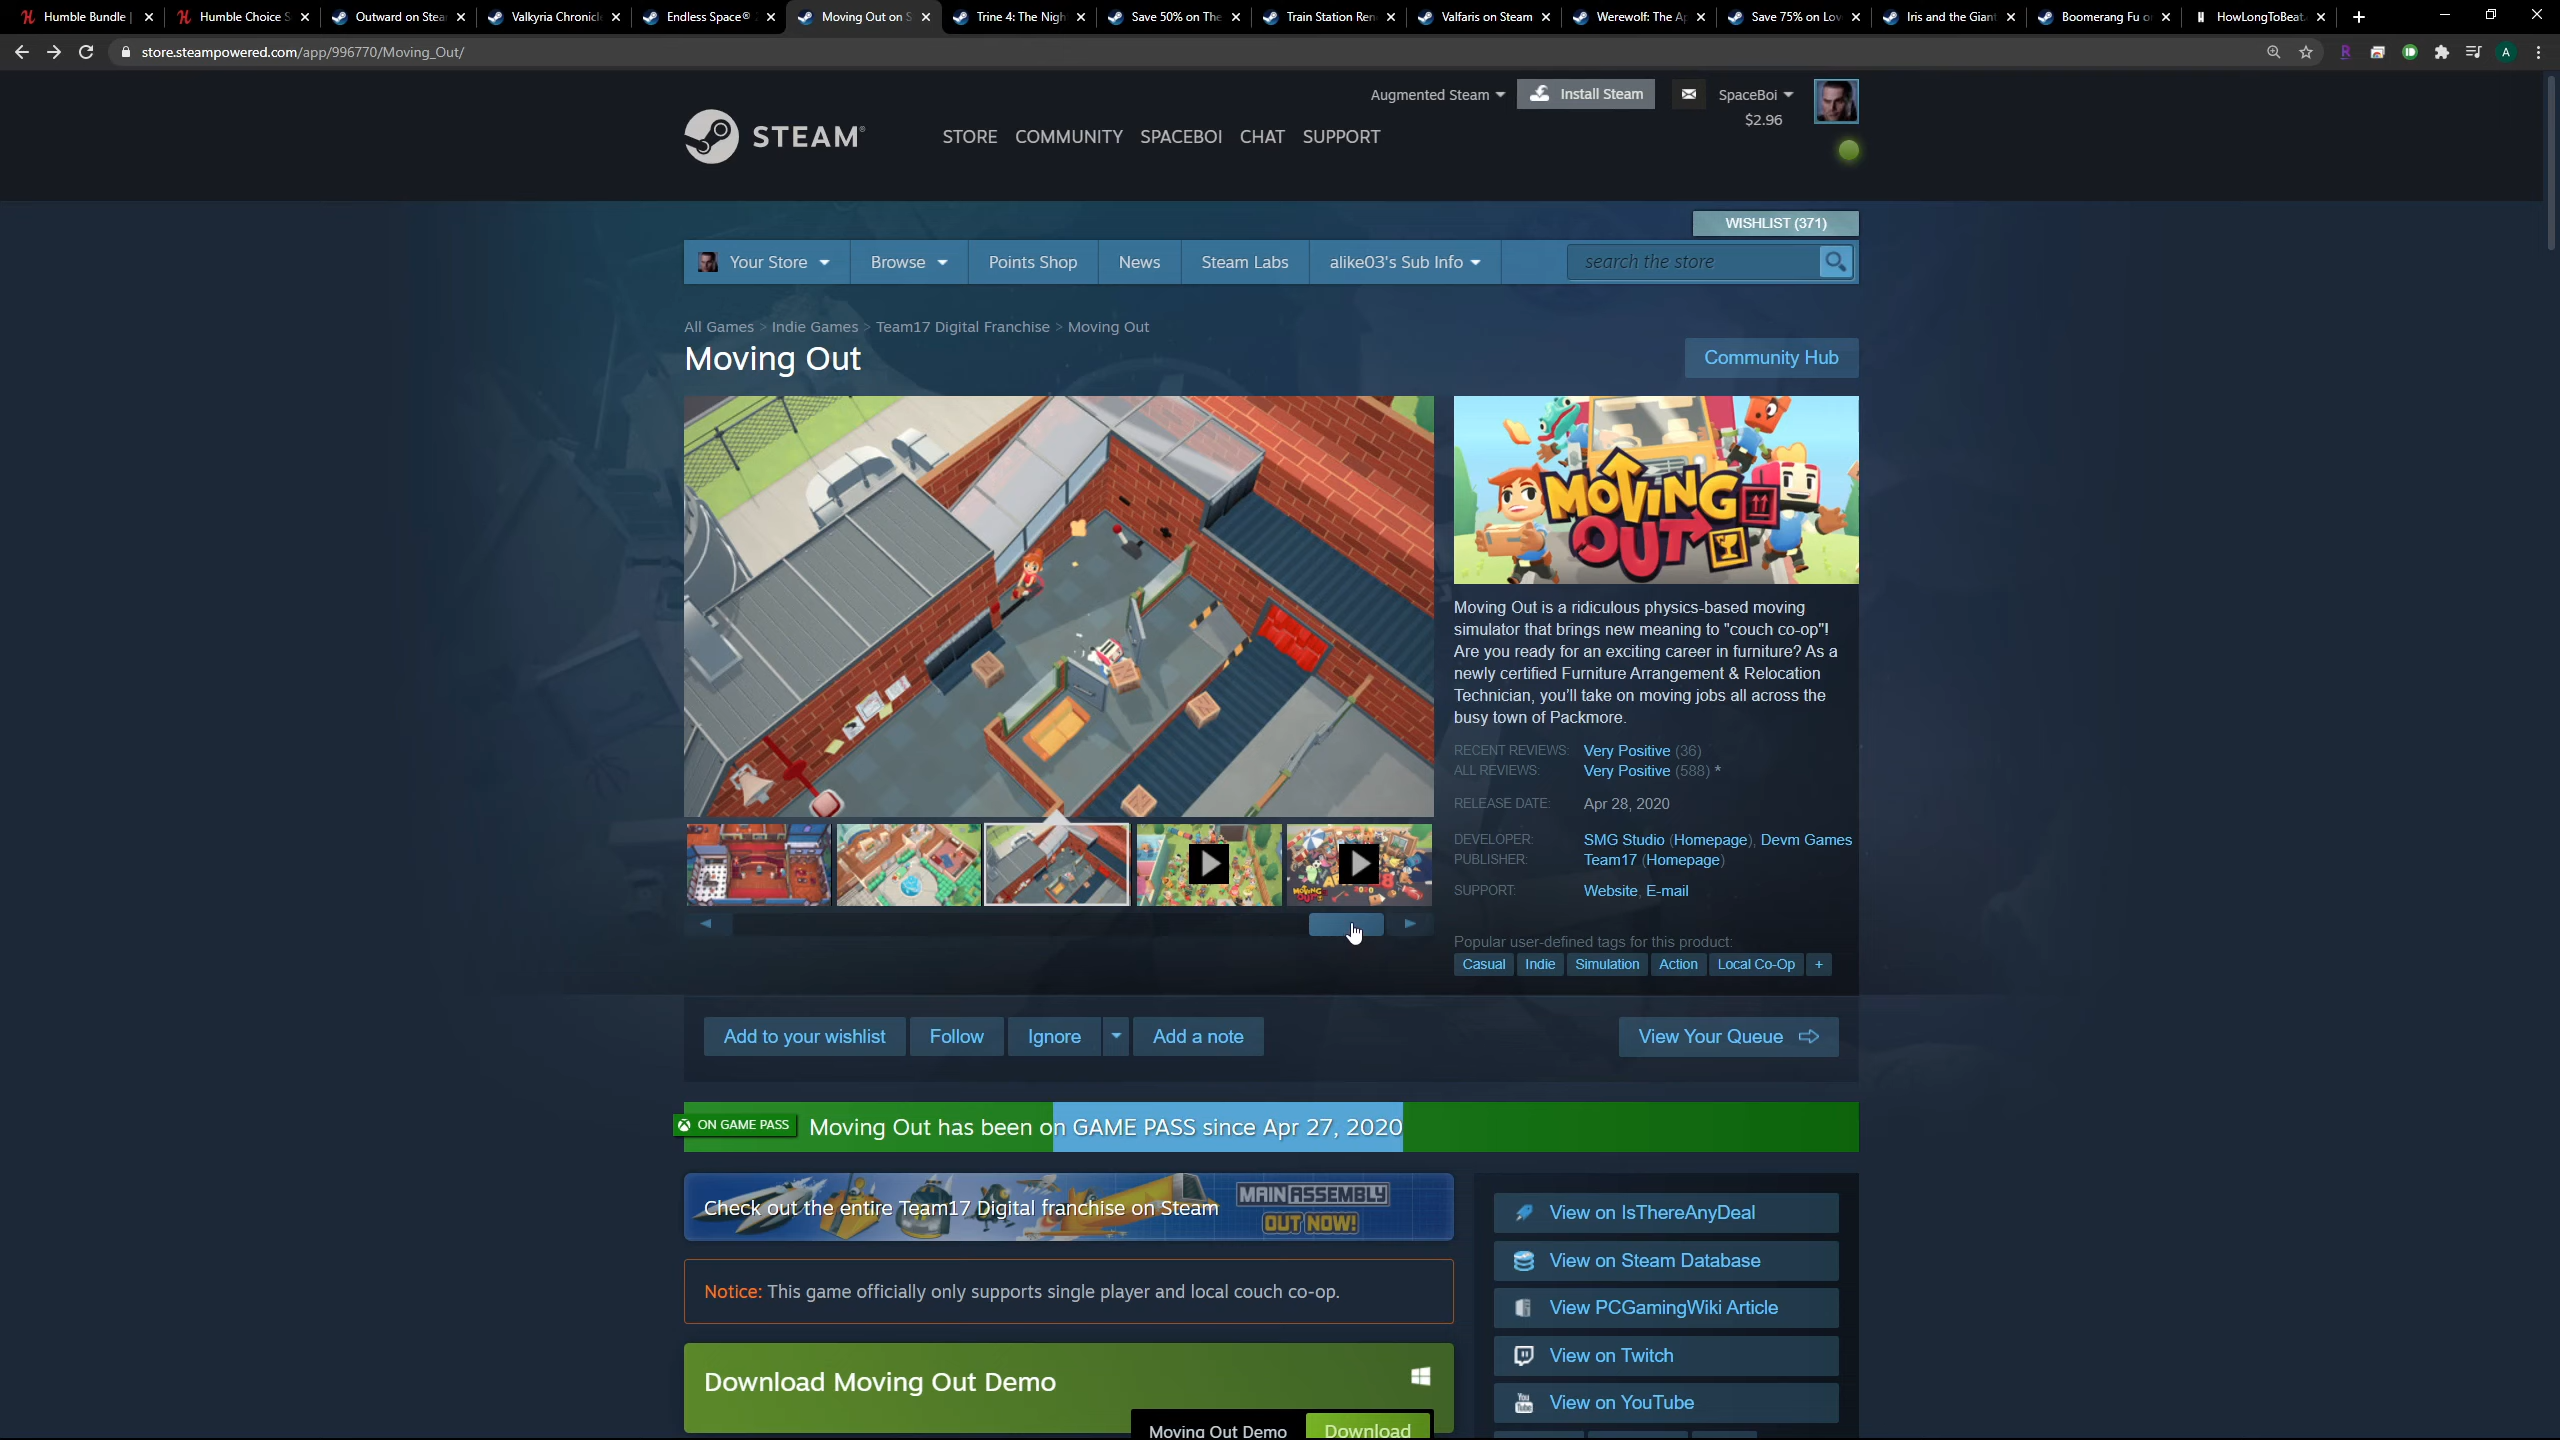 Humble Bundle |
Humble Choice S
Outward on Stea
Valkyria Chronicl
Endless Space®
Moving Out on S
Trine 4: The Nigh
Save 50% on The
Train Station Ren
Valfaris on Steam
Werewolf: The Ap
Save 75% on Lov
Iris and the Giant
Boomerang Fu o
HowLongToBeat.
store.steampowered.com/app/996770/Moving_Out/
Augmented Steam
Install Steam
SpaceBoi
$2.96
STEAM®
STORE COMMUNITY SPACEBOI CHAT SUPPORT
WISHLIST (371)
Your Store
Browse
Points Shop
News
Steam Labs
alike03's Sub Info
search the store
All Games > Indie Games > Team17 Digital Franchise > Moving Out
Moving Out
Community Hub
MOVING
OUT
Moving Out is a ridiculous physics-based moving
simulator that brings new meaning to "couch co-op"!
Are you ready for an exciting career in furniture? As a
newly certified Furniture Arrangement & Relocation
Technician, you'll take on moving jobs all across the
busy town of Packmore.
RECENT REVIEWS: Very Positive (36)
ALL REVIEWS: Very Positive (588) *
RELEASE DATE: Apr 28, 2020
DEVELOPER: SMG Studio (Homepage), Devm Games
PUBLISHER: Team17 (Homepage)
SUPPORT: Website, E-mail
Popular user-defined tags for this product:
Casual Indie Simulation Action Local Co-Op +
Add to your wishlist
Follow
Ignore
Add a note
View Your Queue
ON GAME PASS Moving Out has been on GAME PASS since Apr 27, 2020
Check out the entire Team17 Digital franchise on Steam
MAIN ASSEMBLY
OUT NOW!
Notice: This game officially only supports single player and local couch co-op.
Download Moving Out Demo
Moving Out Demo
Download
View on IsThereAnyDeal
View on Steam Database
View PCGamingWiki Article
View on Twitch
View on YouTube